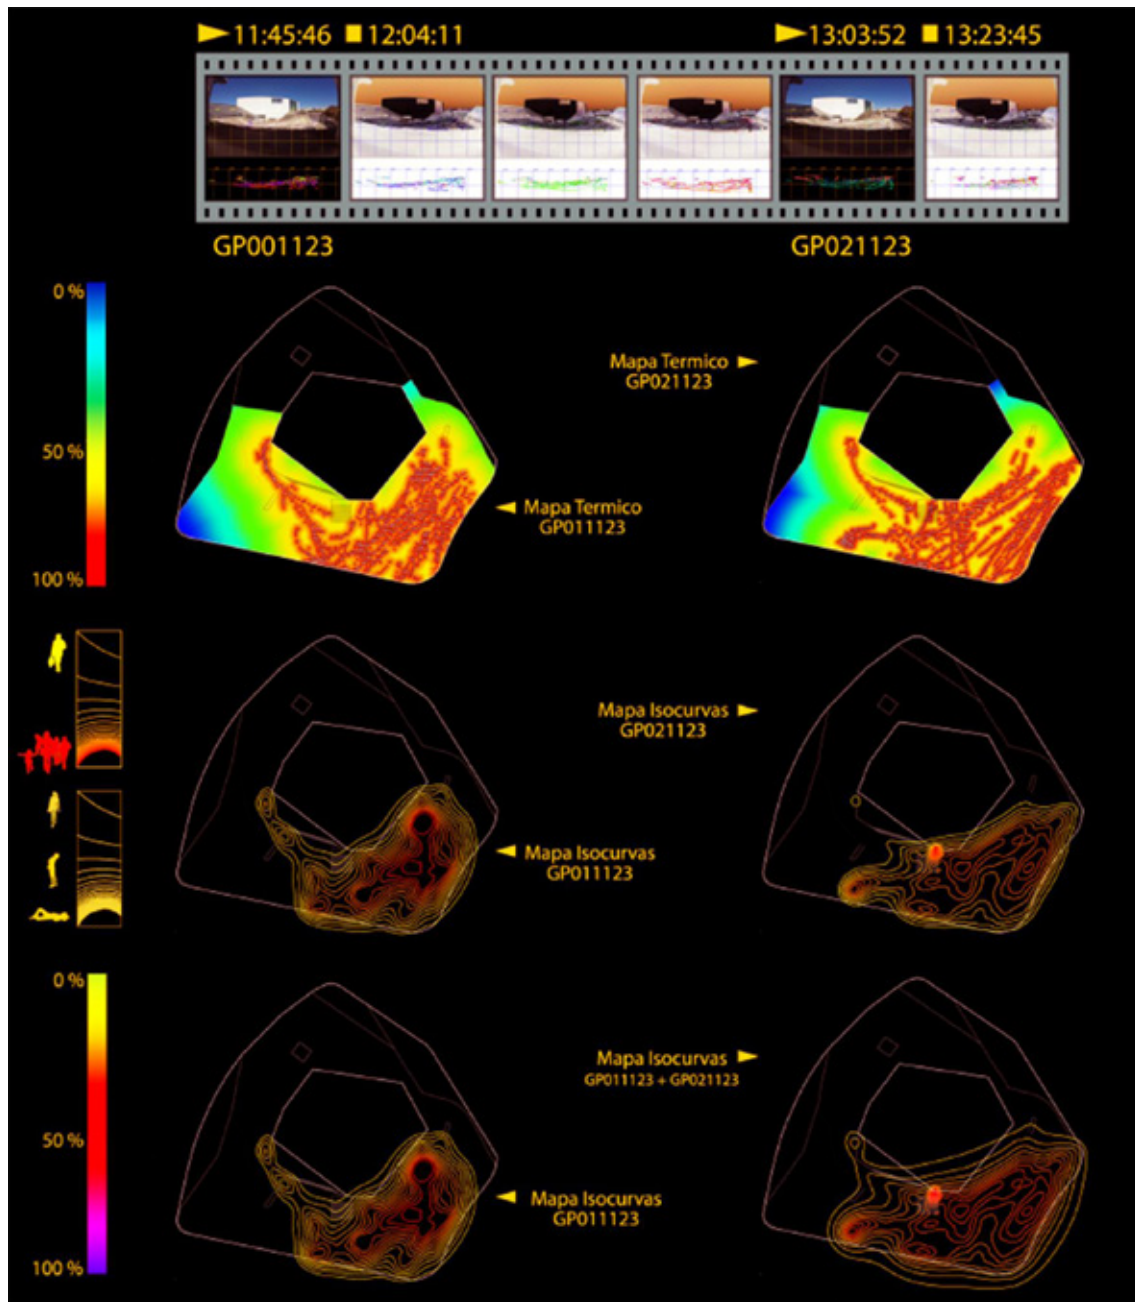 11:45:46 12:04:11
13:03:52 13:23:45
GP001123
GP021123
0 %
50 %
100 %
Mapa Termico
GP021123
Mapa Termico
GP011123
Mapa Isocurvas
GP021123
Mapa Isocurvas
GP011123
0 %
50 %
100 %
Mapa Isocurvas
GP011123 + GP021123
Mapa Isocurvas
GP011123